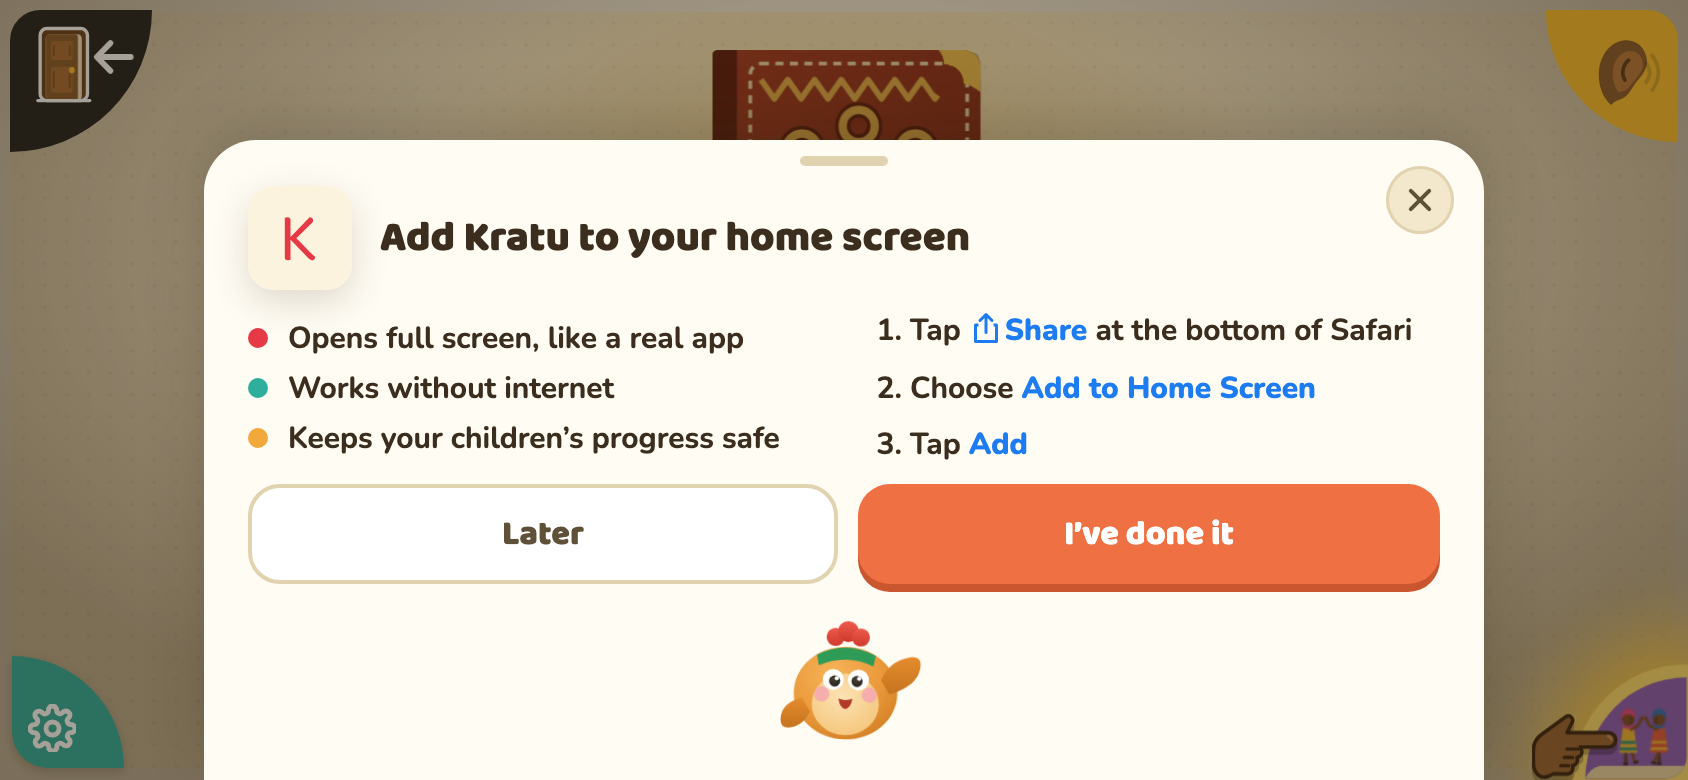 K
Add Kratu to your home screen
Opens full screen, like a real app
Works without internet
Keeps your children’s progress safe
1. Tap Share at the bottom of Safari
2. Choose Add to Home Screen
3. Tap Add
Later
I’ve done it